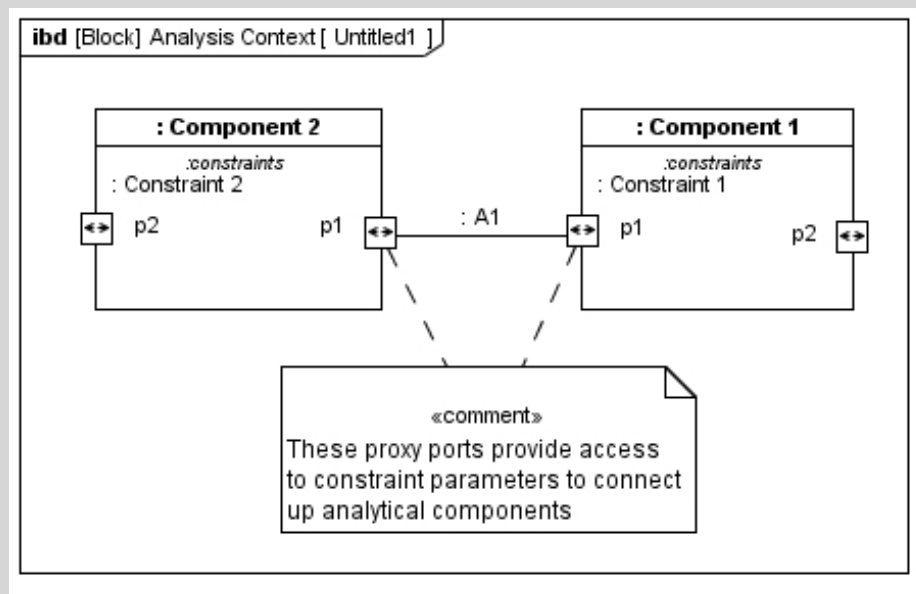 ibd [Block] Analysis Context [ Untitled1 ]
: Component 2
:constraints
: Constraint 2
p2
p1
: A1
: Component 1
:constraints
: Constraint 1
p1
p2
«comment»
These proxy ports provide access
to constraint parameters to connect
up analytical components